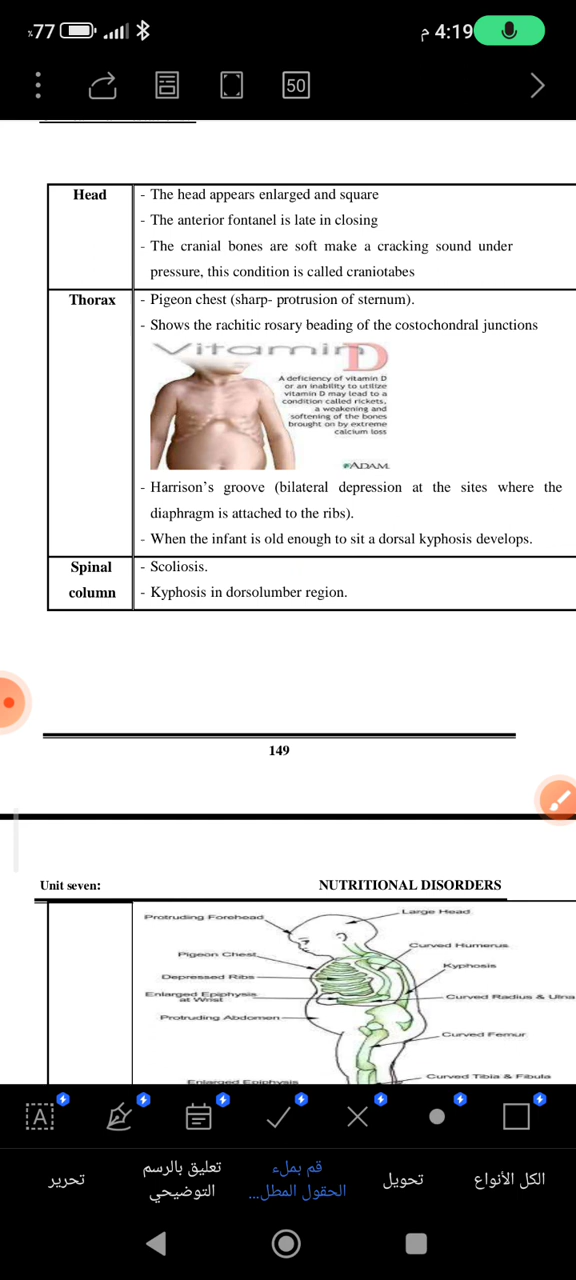 %77
4:19 م
50
Head
- The head appears enlarged and square
- The anterior fontanel is late in closing
- The cranial bones are soft make a cracking sound under
pressure, this condition is called craniotabes
Thorax
- Pigeon chest (sharp- protrusion of sternum).
- Shows the rachitic rosary beading of the costochondral junctions
Vitamin D
A deficiency of vitamin D
or an inability to utilize
vitamin D may lead to a
condition called rickets,
a weakening and
softening of the bones
brought on by extreme
calcium loss
ADAM
- Harrison’s groove (bilateral depression at the sites where the
diaphragm is attached to the ribs).
- When the infant is old enough to sit a dorsal kyphosis develops.
Spinal
column
- Scoliosis.
- Kyphosis in dorsolumber region.
149
Unit seven:
NUTRITIONAL DISORDERS
Protruding Forehead
Large Head
Curved Humerus
Pigeon Chest
Kyphosis
Depressed Ribs
Enlarged Epiphysis
at Wrist
Curved Radius & Ulna
Protruding Abdomen
Curved Femur
Curved Tibia & Fibula
Enlarged Epiphysis
A
الكل الأنواع
تحويل
قم بملء
الحقول المطل...
تعليق بالرسم
التوضيحي
تحرير